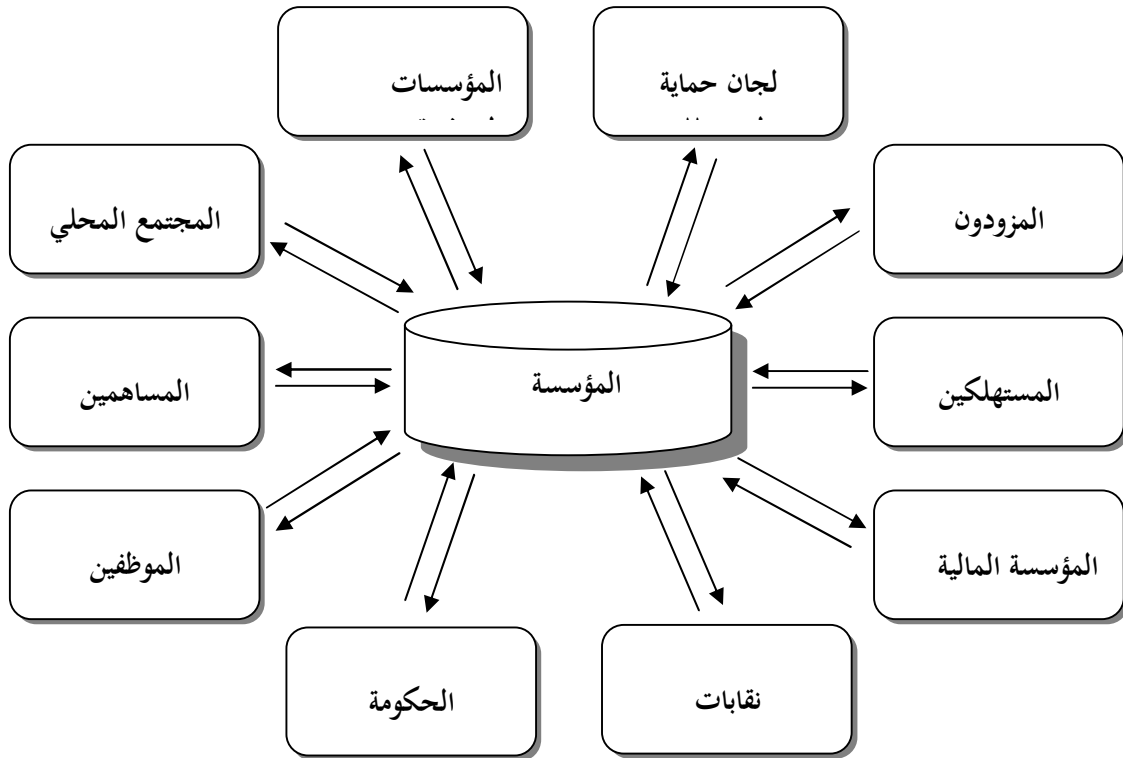 لجان حماية
المؤسسات
المزودون
المجتمع المحلي
المؤسسة
المستهلكين
المساهمين
المؤسسة المالية
الموظفين
نقابات
الحكومة